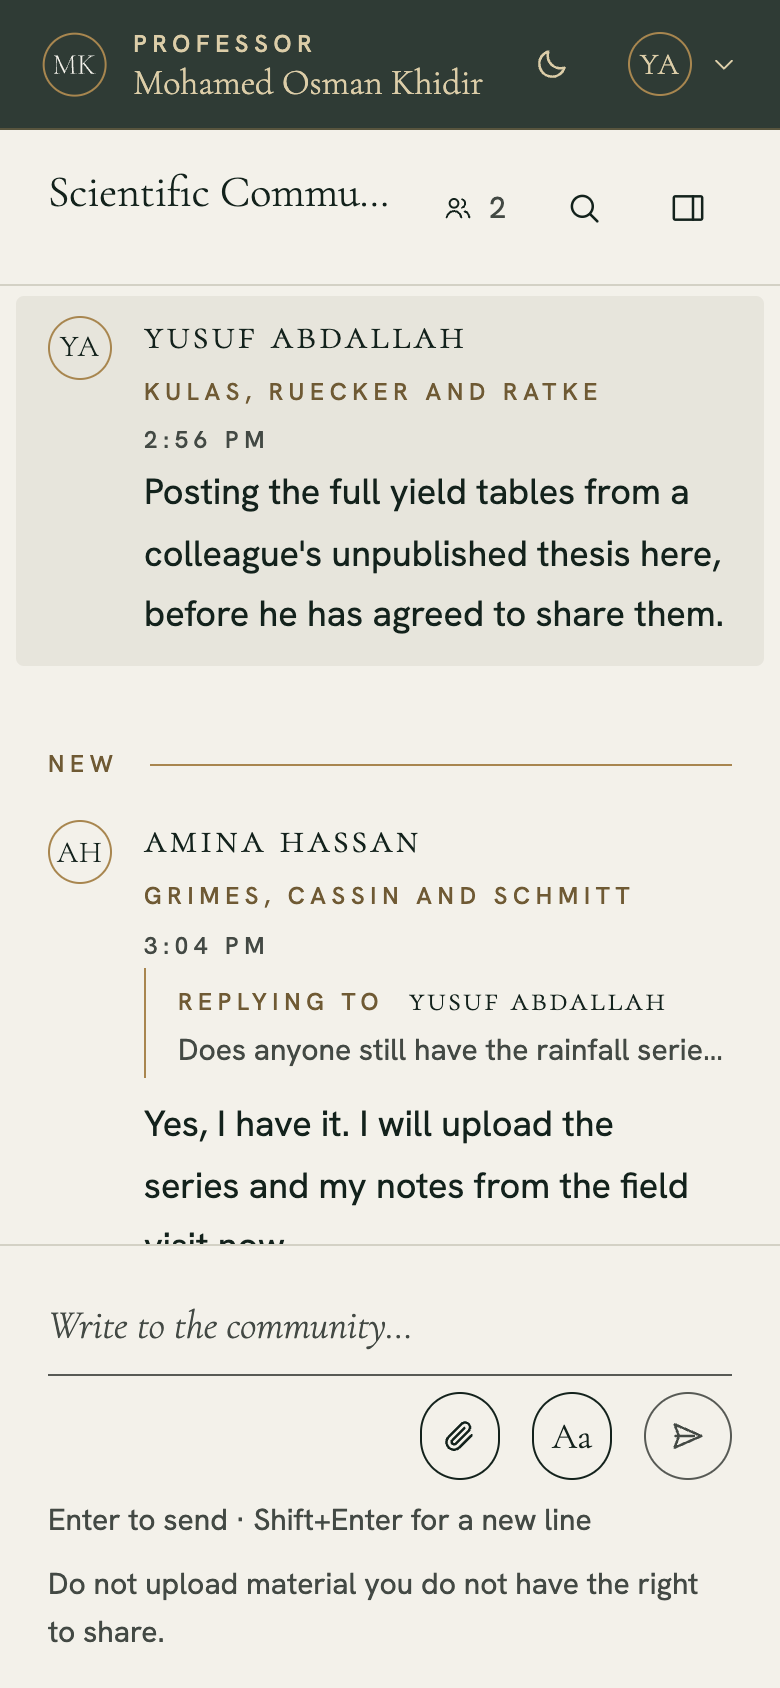 MK
PROFESSOR
Mohamed Osman Khidir
YA
Scientific Commu...
2
YA
YUSUF ABDALLAH
KULAS, RUECKER AND RATKE
2:56 PM
Posting the full yield tables from a
colleague's unpublished thesis here,
before he has agreed to share them.
NEW
AH
AMINA HASSAN
GRIMES, CASSIN AND SCHMITT
3:04 PM
REPLYING TO YUSUF ABDALLAH
Does anyone still have the rainfall serie...
Yes, I have it. I will upload the
series and my notes from the field
visit now.
Write to the community...
Aa
Enter to send · Shift+Enter for a new line
Do not upload material you do not have the right
to share.